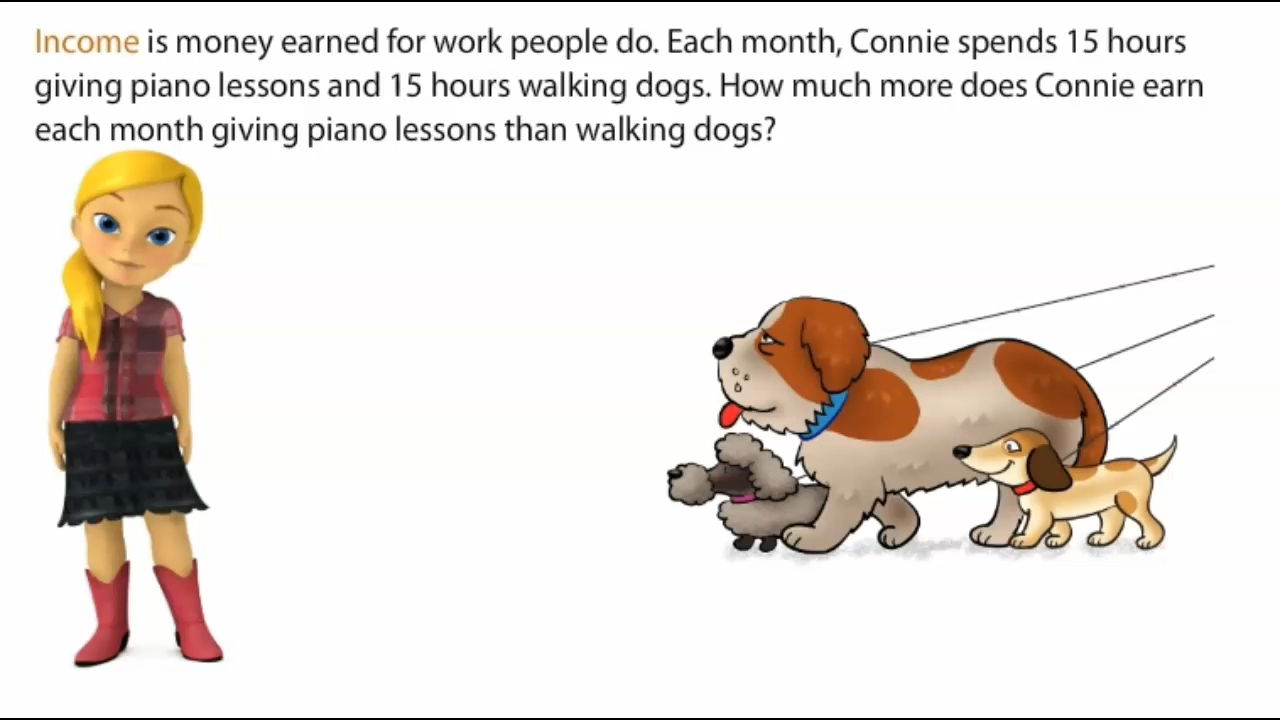 Income is money earned for work people do. Each month, Connie spends 15 hours
giving piano lessons and 15 hours walking dogs. How much more does Connie earn
each month giving piano lessons than walking dogs?